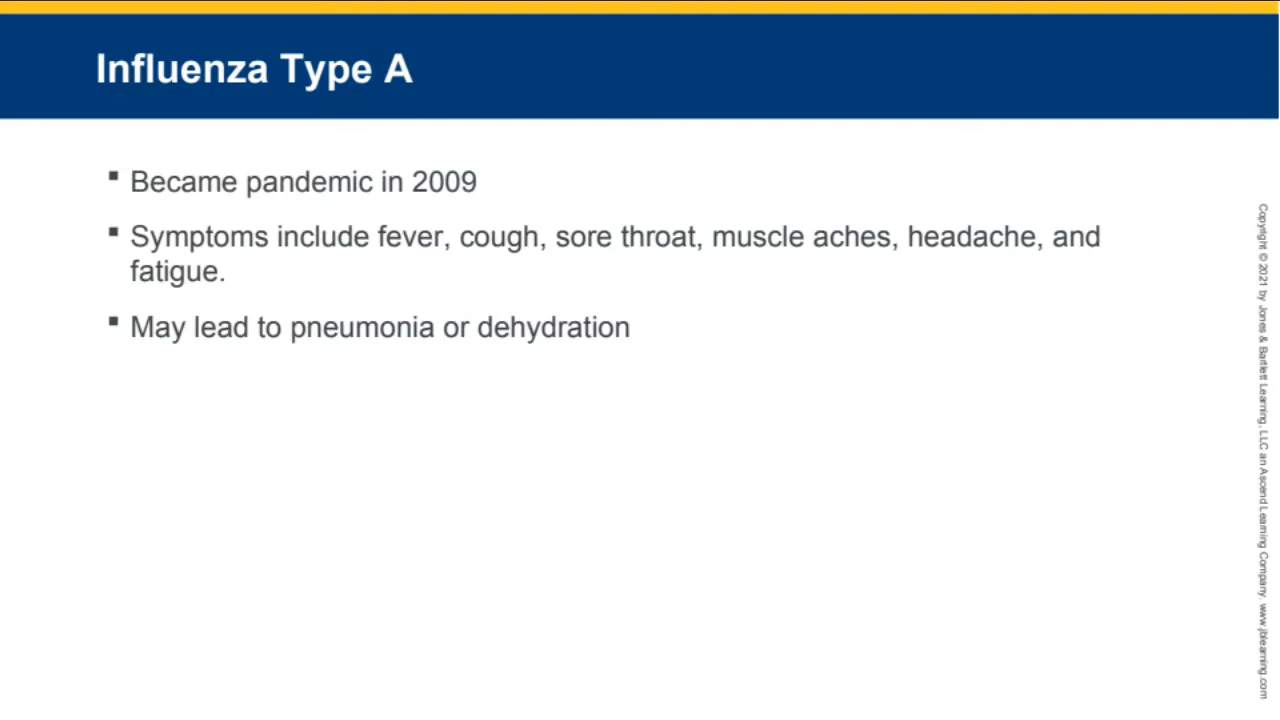 Influenza Type A
▪ Became pandemic in 2009
▪ Symptoms include fever, cough, sore throat, muscle aches, headache, and
fatigue.
▪ May lead to pneumonia or dehydration
Copyright © 2021 by Jones & Bartlett Learning, LLC an Ascend Learning Company. www.jblearning.com